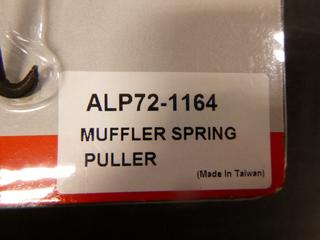 ALP72-1164
MUFFLER SPRING
PULLER
(Made In Taiwan)